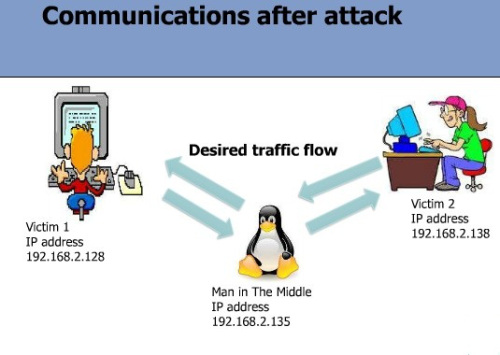 Communications after attack
Desired traffic flow
Victim 1
IP address
192.168.2.128
Victim 2
IP address
192.168.2.138
Man in The Middle
IP address
192.168.2.135